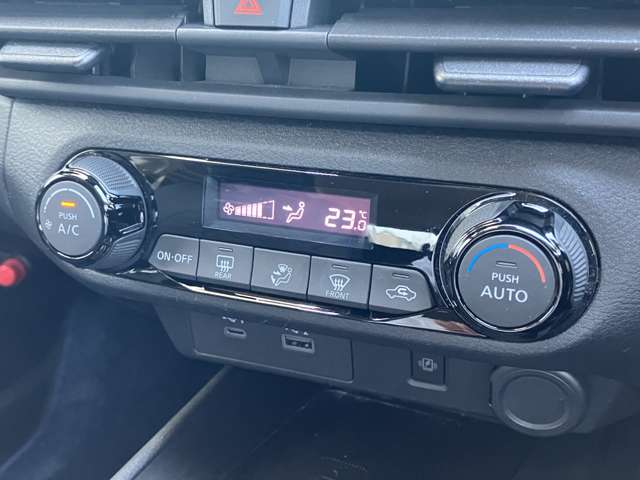 PUSH
A/C
23.0
°C
ON·OFF
REAR
FRONT
PUSH
AUTO